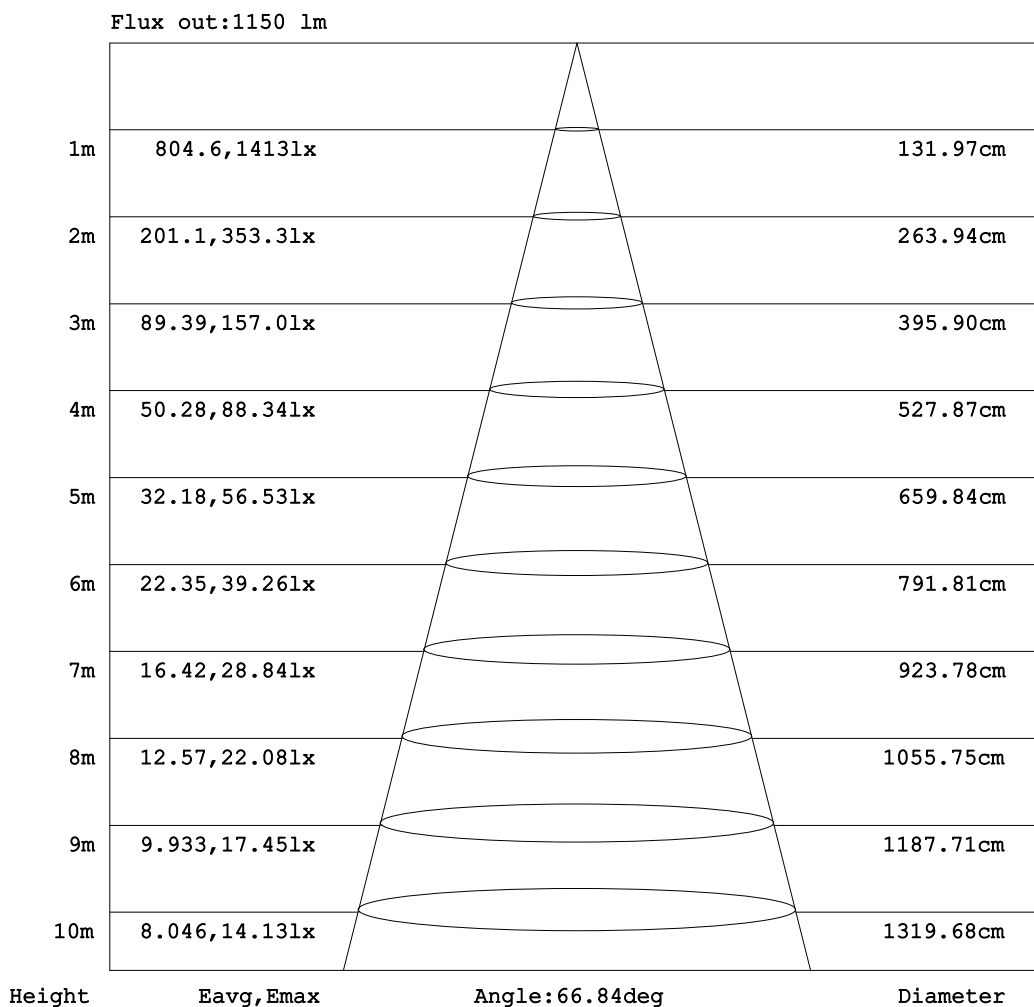 Flux out:1150 lm
1m 804.6,1413lx 131.97cm
2m 201.1,353.3lx 263.94cm
3m 89.39,157.0lx 395.90cm
4m 50.28,88.34lx 527.87cm
5m 32.18,56.53lx 659.84cm
6m 22.35,39.26lx 791.81cm
7m 16.42,28.84lx 923.78cm
8m 12.57,22.08lx 1055.75cm
9m 9.933,17.45lx 1187.71cm
10m 8.046,14.13lx 1319.68cm
Height Eavg,Emax Angle:66.84deg Diameter